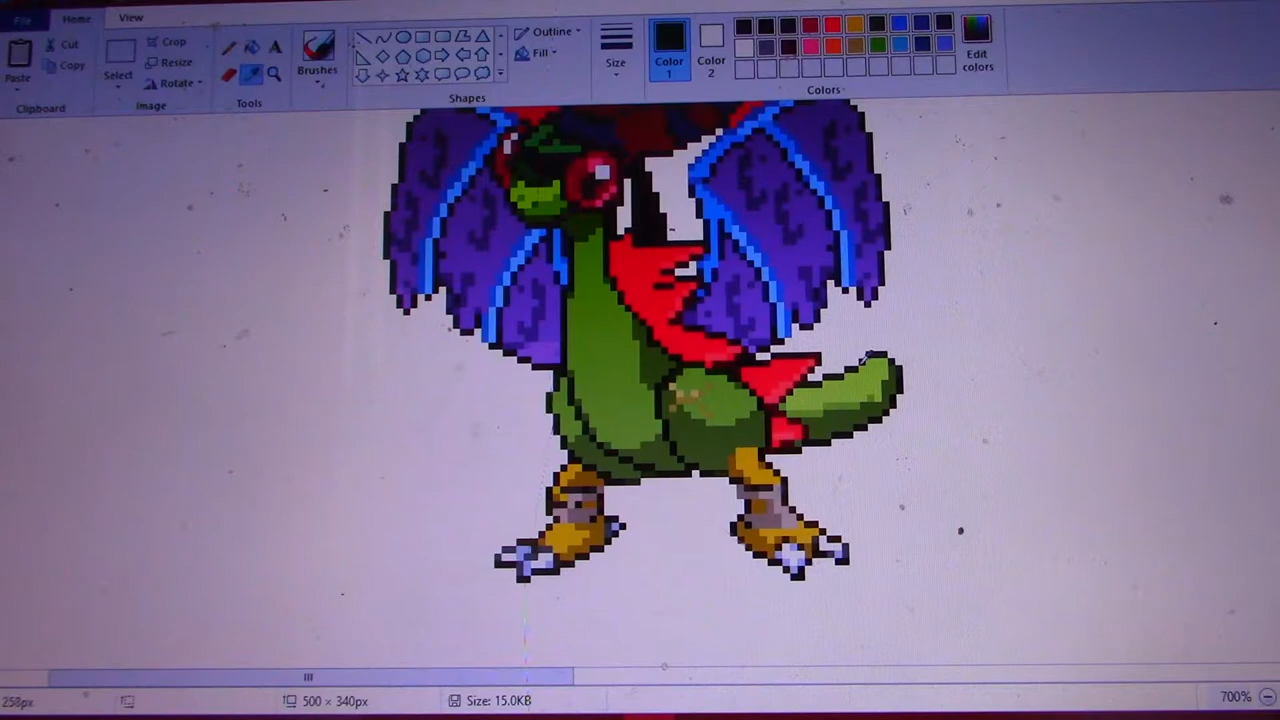 File Home View
Cut
Copy
Paste
Clipboard
Crop
Resize
Rotate
Select
Image
A
Tools
Brushes
Shapes
Outline
Fill
Size
Color 1
Color 2
Edit colors
Colors
258px
500 × 340px
Size: 15.0KB
700%